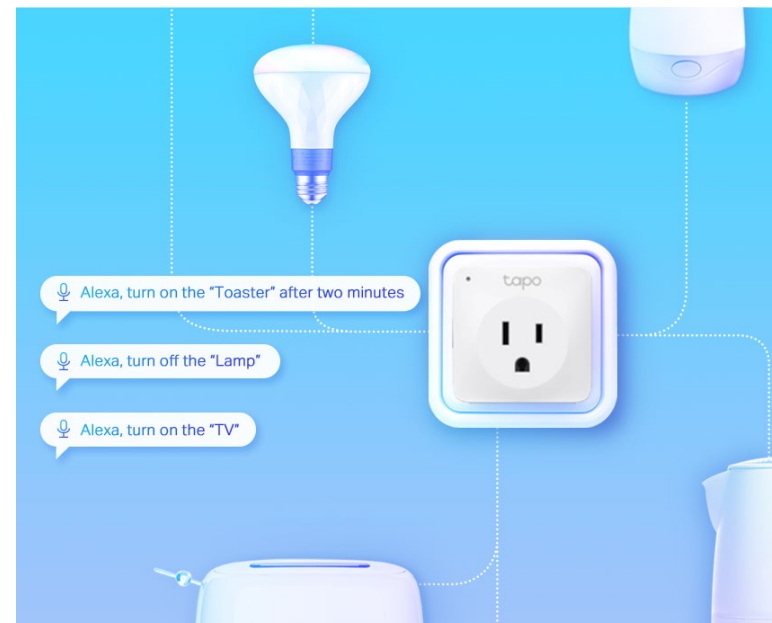 tapo
Alexa, turn on the “Toaster” after two minutes
Alexa, turn off the “Lamp”
Alexa, turn on the “TV”